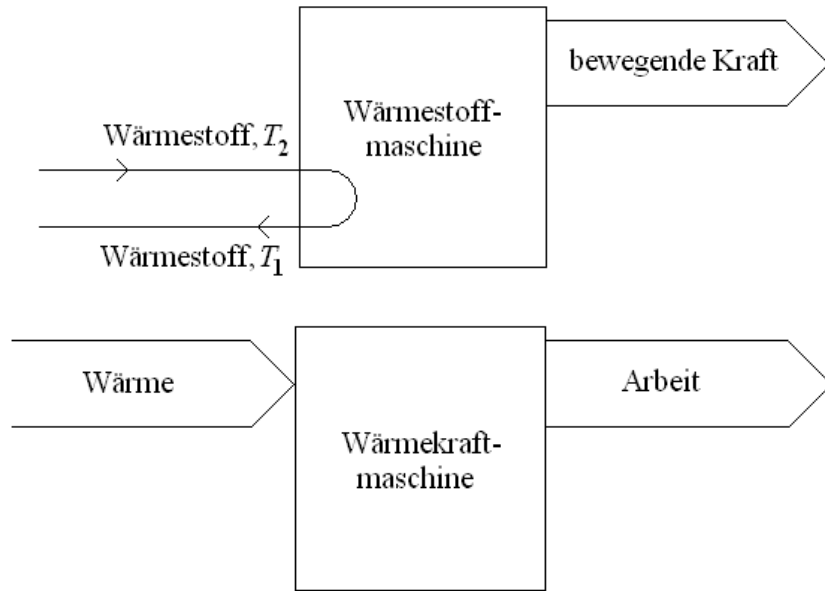 bewegende Kraft
Wärmestoff-
maschine
Wärmestoff, T₂
Wärmestoff, T₁
Wärme
Arbeit
Wärmekraft-
maschine